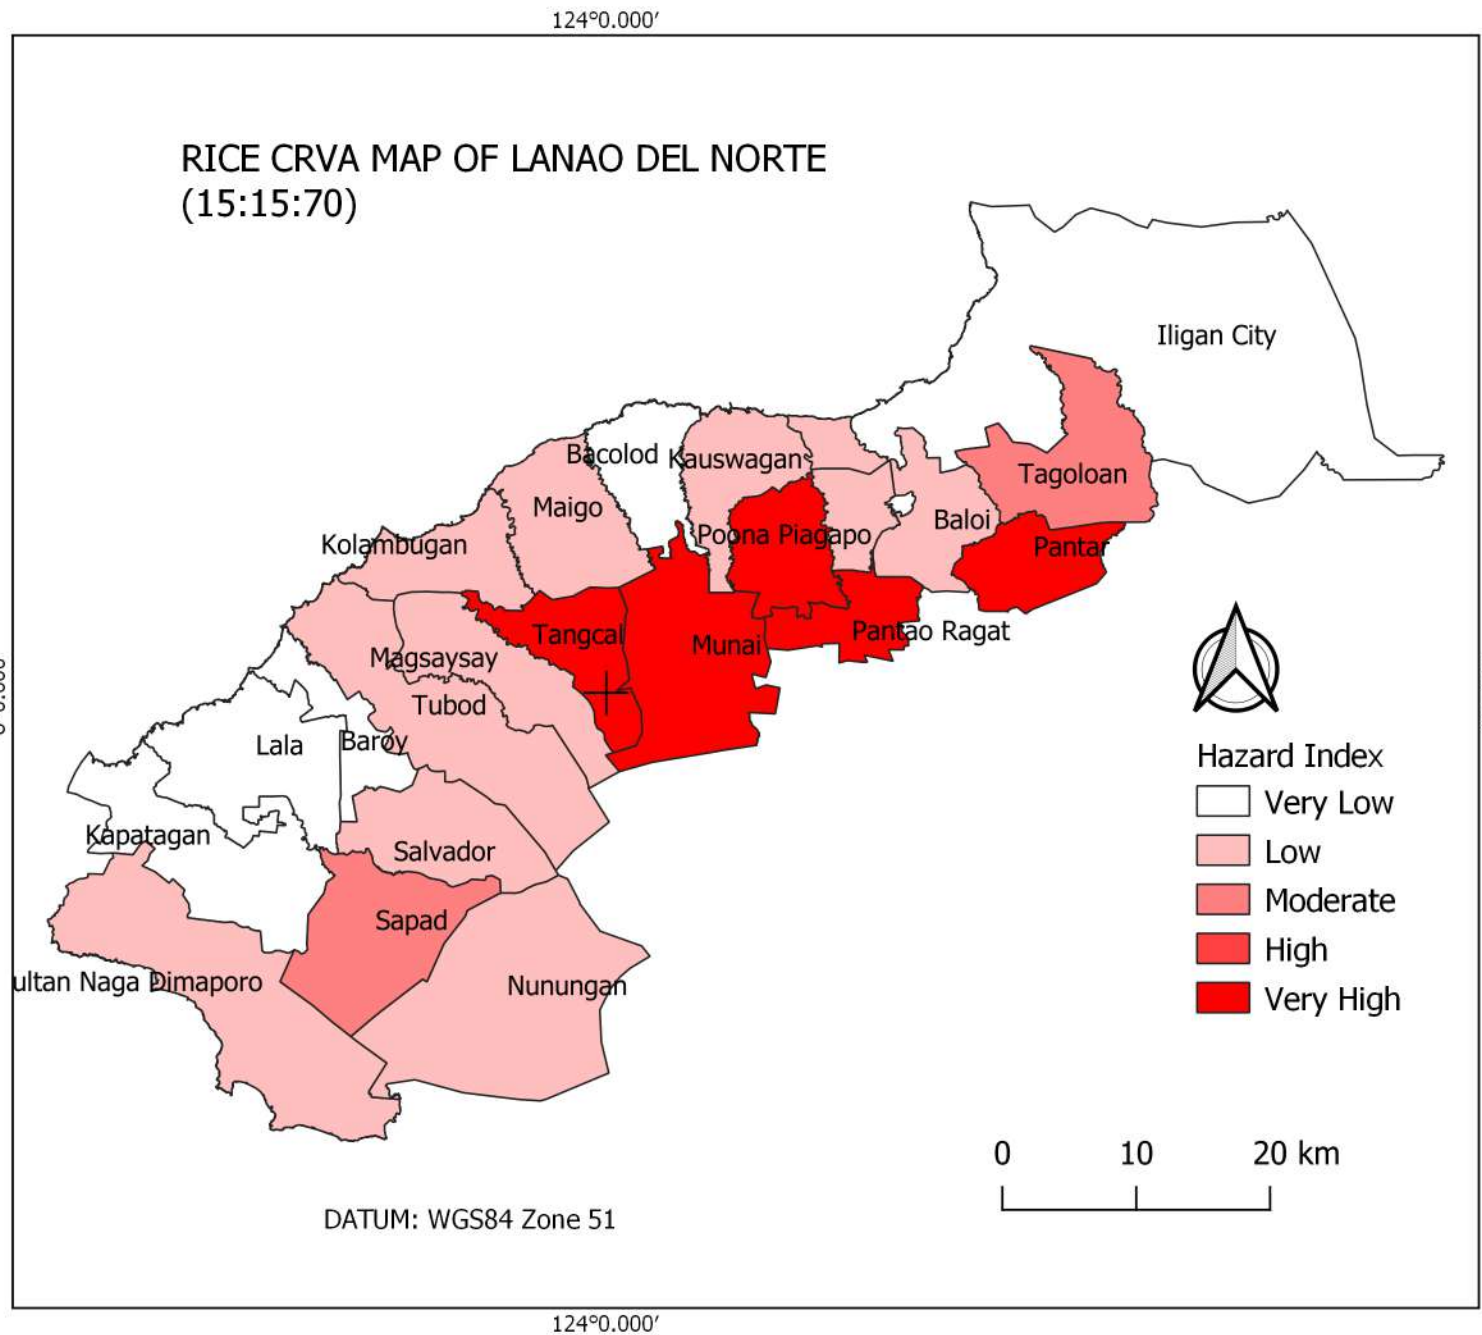 124°0.000′
RICE CRVA MAP OF LANAO DEL NORTE
(15:15:70)
Iligan City
Bacolod
Kauswagan
Tagoloan
Maigo
Baloi
Kolambugan
Poona Piagapo
Pantar
Tangcal
Munai
Pantao Ragat
Magsaysay
Tubod
Lala
Baroy
Kapatagan
Salvador
Sapad
ultan Naga Dimaporo
Nunungan
Hazard Index
Very Low
Low
Moderate
High
Very High
0 10 20 km
DATUM: WGS84 Zone 51
124°0.000′